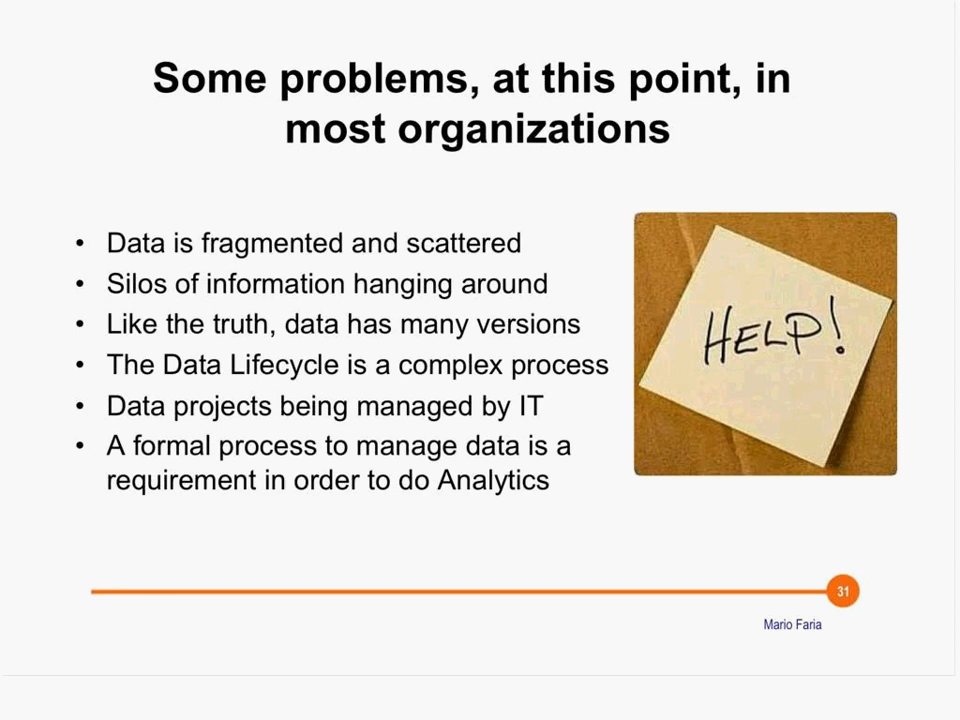 Some problems, at this point, in
most organizations
• Data is fragmented and scattered
• Silos of information hanging around
• Like the truth, data has many versions
• The Data Lifecycle is a complex process
• Data projects being managed by IT
• A formal process to manage data is a
requirement in order to do Analytics
HELP!
31
Mario Faria